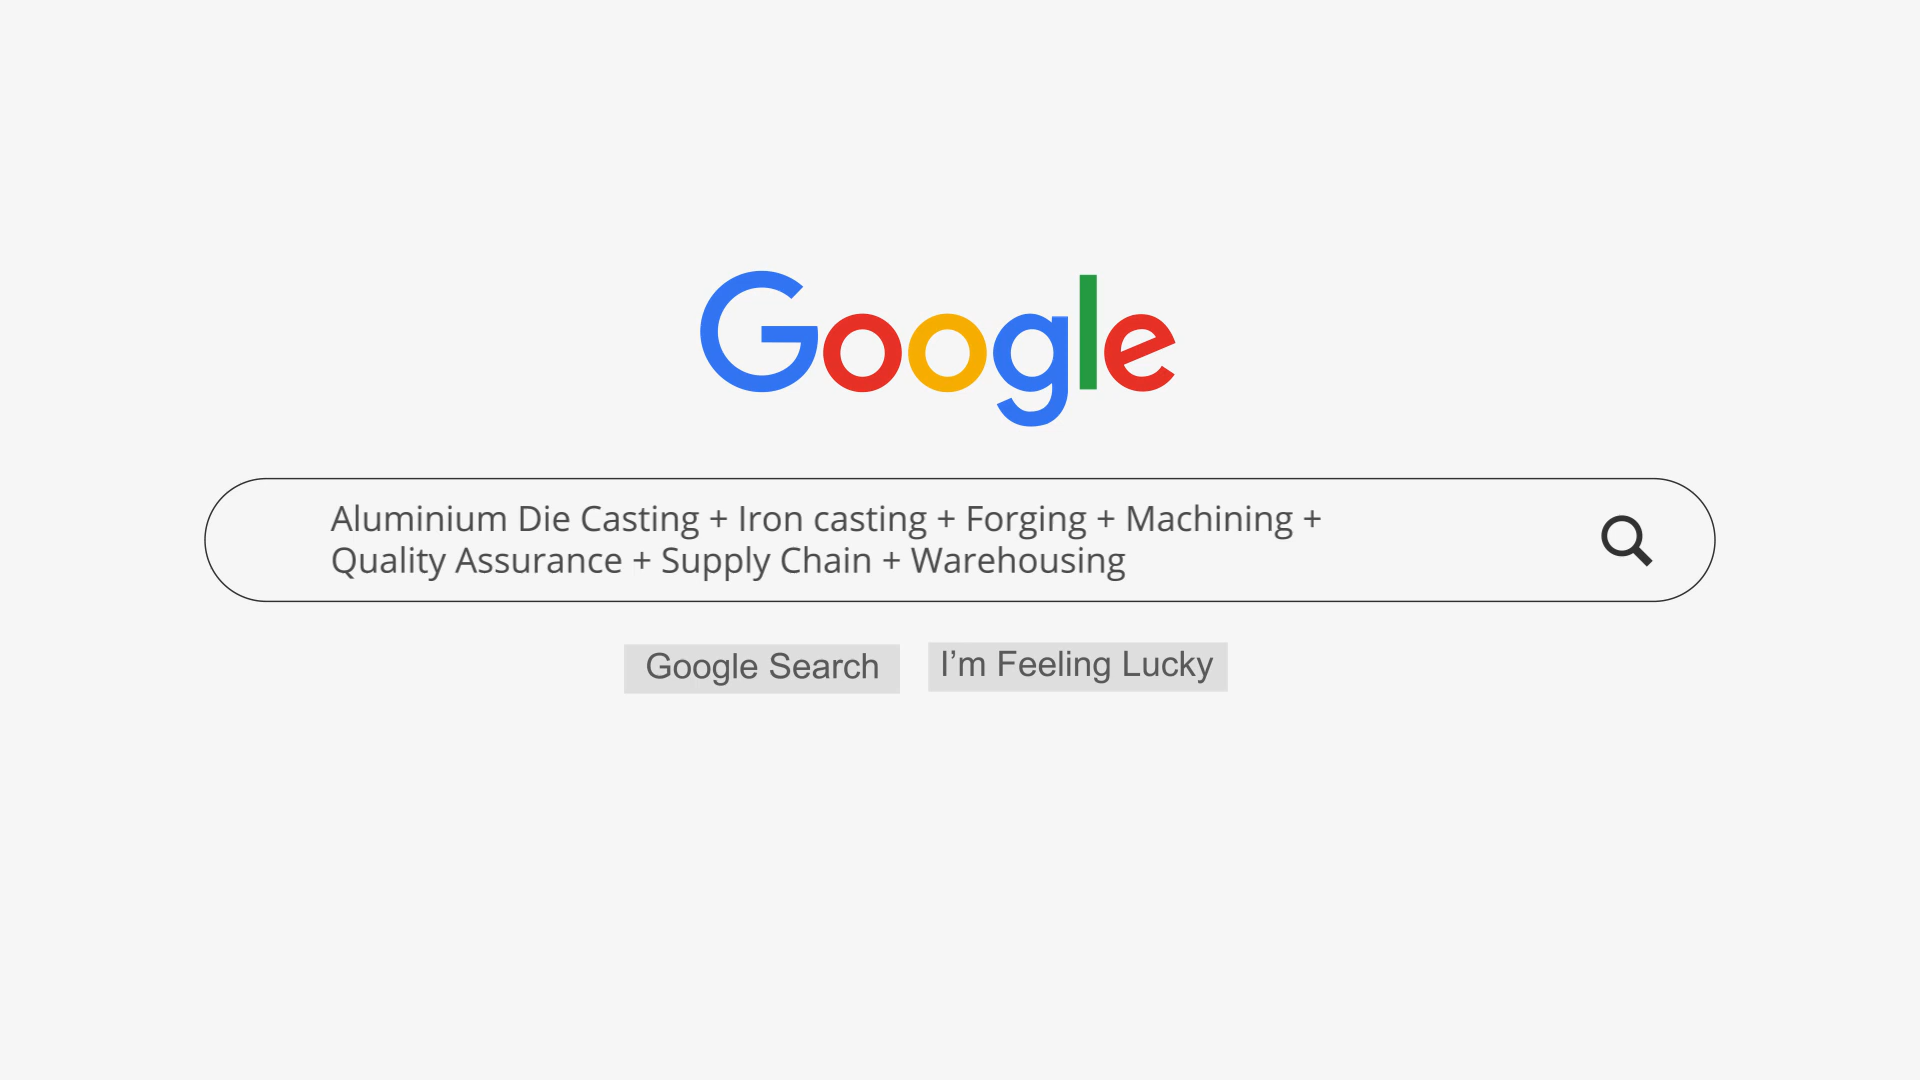 Google
Aluminium Die Casting + Iron casting + Forging + Machining +
Quality Assurance + Supply Chain + Warehousing
Google Search
I’m Feeling Lucky